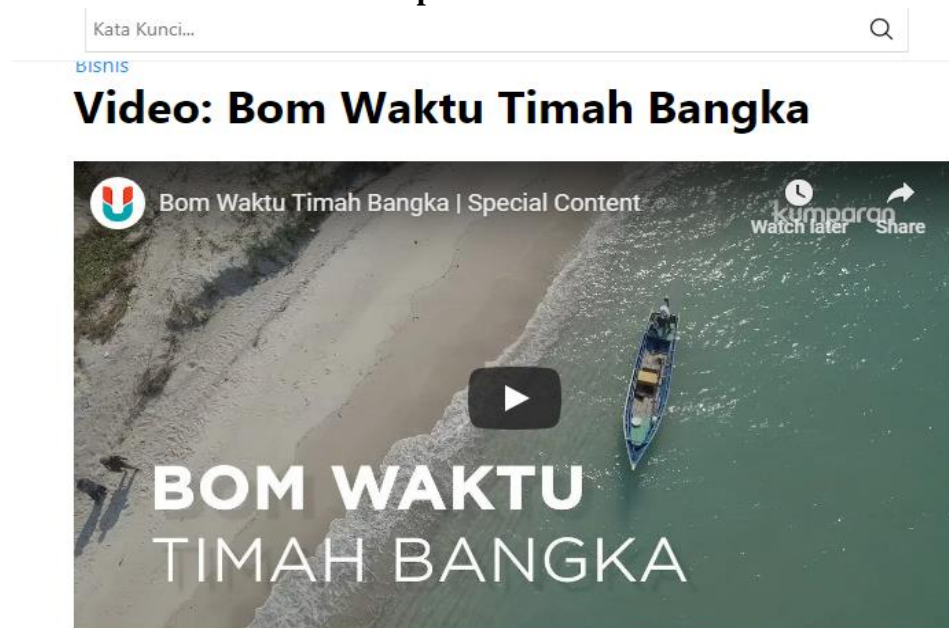 Kata Kunci...
Bisnis
Video: Bom Waktu Timah Bangka
Bom Waktu Timah Bangka | Special Content
kumparan
Watch later Share
BOM WAKTU
TIMAH BANGKA